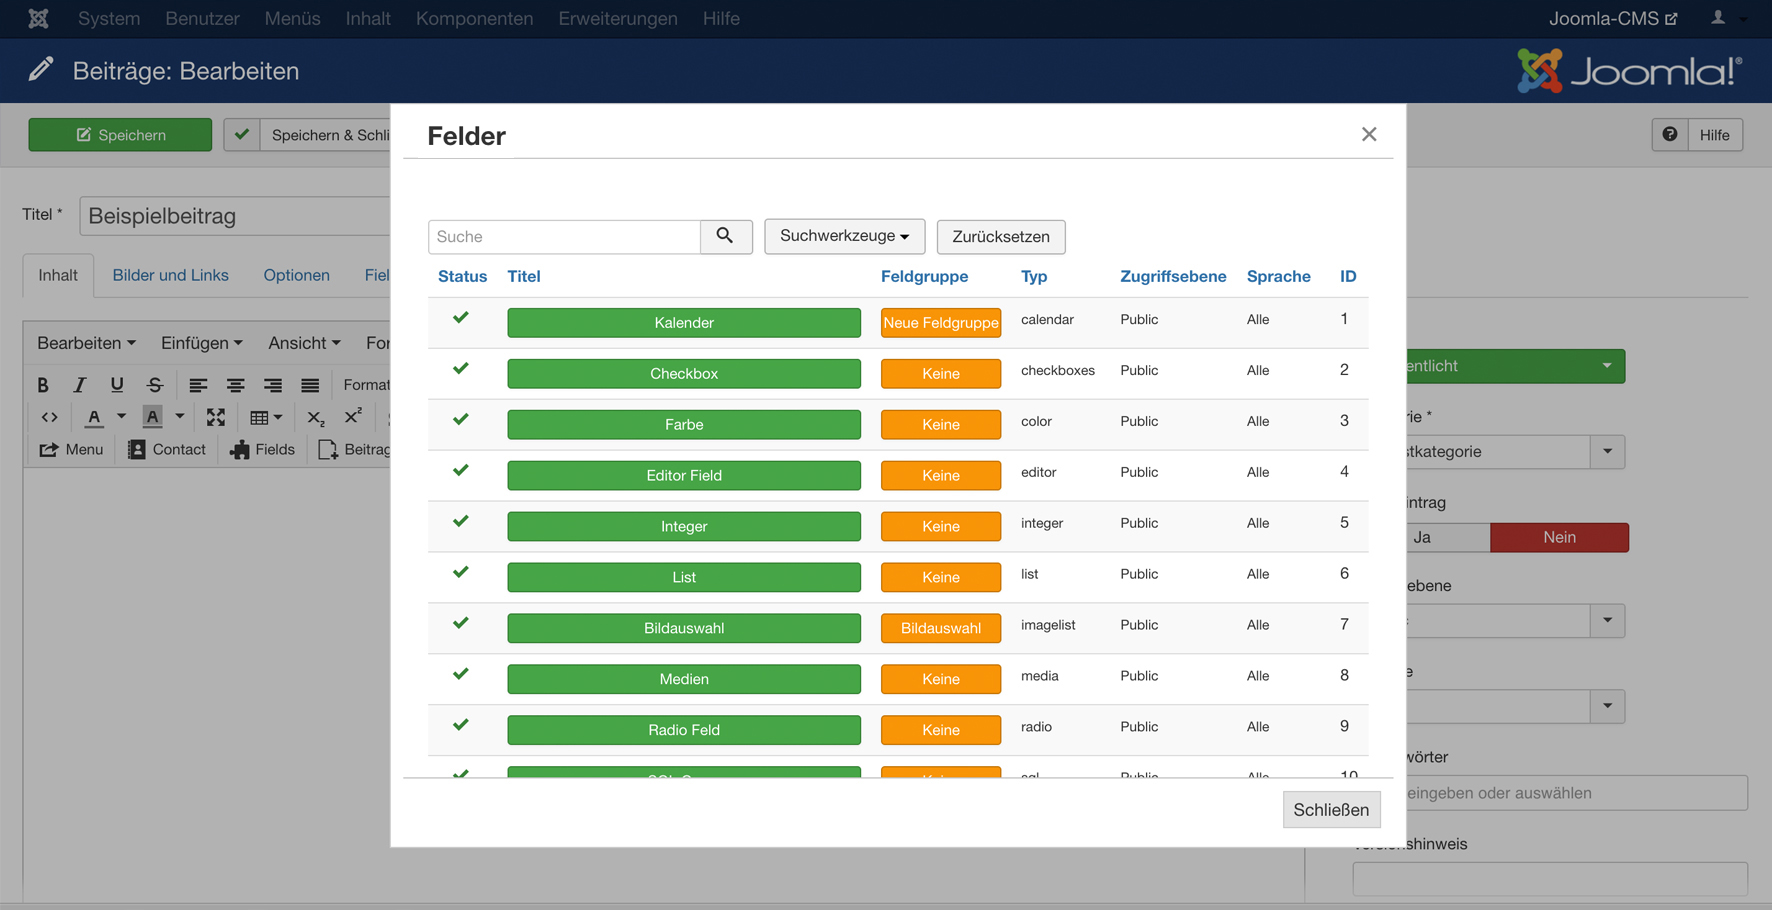 System Benutzer Menüs Inhalt Komponenten Erweiterungen Hilfe Joomla-CMS
Beiträge: Bearbeiten Joomla!®
Speichern Speichern & Schli Hilfe
Felder ×
Titel * Beispielbeitrag
Suche Suchwerkzeuge Zurücksetzen
Inhalt Bilder und Links Optionen Fiel
Status Titel Feldgruppe Typ Zugriffsebene Sprache ID
Kalender Neue Feldgruppe calendar Public Alle 1
Bearbeiten Einfügen Ansicht For
Checkbox Keine checkboxes Public Alle 2
entlicht
B I U S Format
Farbe Keine color Public Alle 3
rie *
A A X₂ X²
Menu Contact Fields Beitrag
stkategorie
Editor Field Keine editor Public Alle 4
intrag
Integer Keine integer Public Alle 5
Ja Nein
List Keine list Public Alle 6
ebene
Bildauswahl Bildauswahl imagelist Public Alle 7
e
Medien Keine media Public Alle 8
Radio Feld Keine radio Public Alle 9
wörter
Keine sql Public Alle 10
eingeben oder auswählen
Schließen
Versionshinweis